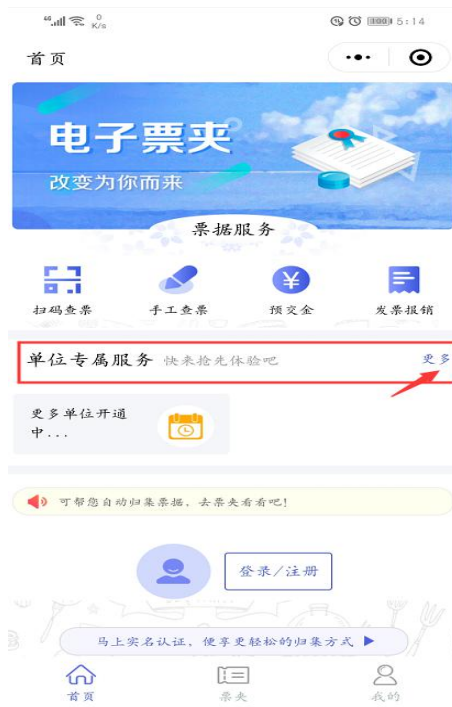 46 0 K/s 100 5:14
首页
电子票夹
改变为你而来
票据服务
扫码查票 手工查票 预交金 发票报销
单位专属服务 快来抢先体验吧 更多
更多单位开通
中...
可帮您自动归集票据，去票夹看看吧!
登录/注册
马上实名认证，便享更轻松的归集方式
首页 票夹 我的